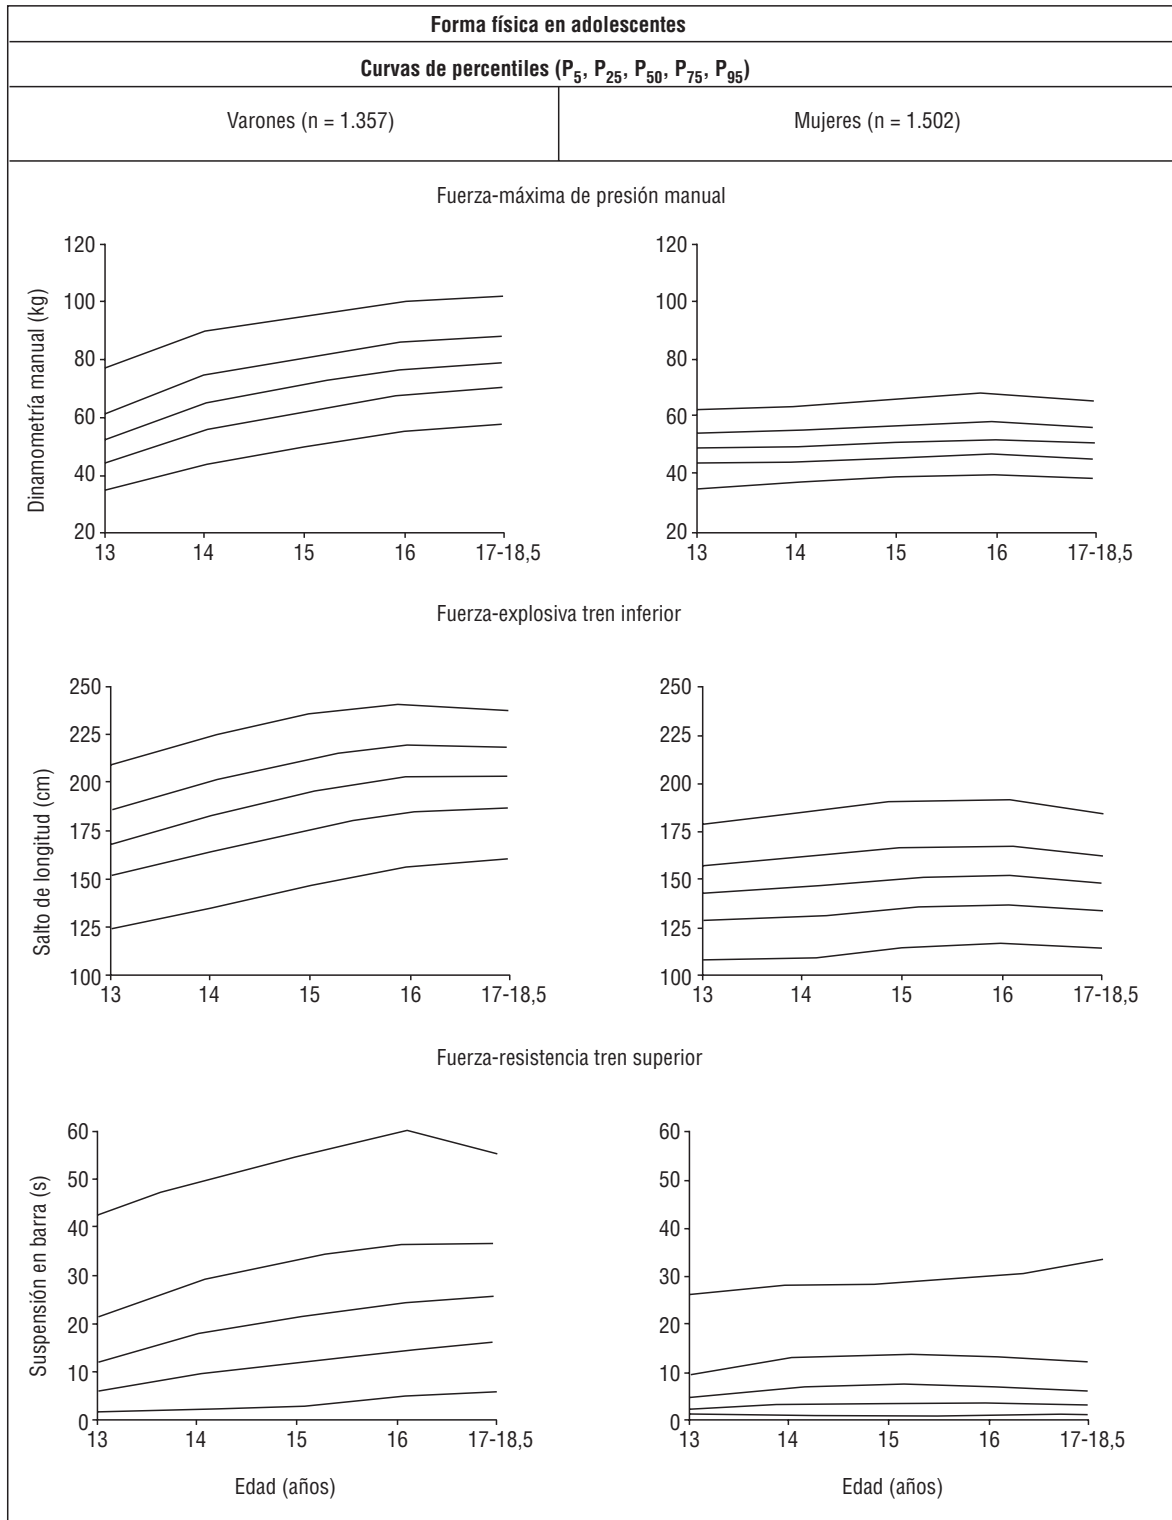 Forma física en adolescentes
Curvas de percentiles (P5, P25, P50, P75, P95)
Varones (n = 1.357)
Mujeres (n = 1.502)
Fuerza-máxima de presión manual
Dinamometría manual (kg)
120
100
80
60
40
20
13 14 15 16 17-18,5
120
100
80
60
40
20
13 14 15 16 17-18,5
Fuerza-explosiva tren inferior
Salto de longitud (cm)
250
225
200
175
150
125
100
13 14 15 16 17-18,5
250
225
200
175
150
125
100
13 14 15 16 17-18,5
Fuerza-resistencia tren superior
Suspensión en barra (s)
60
50
40
30
20
10
0
13 14 15 16 17-18,5
Edad (años)
60
50
40
30
20
10
0
13 14 15 16 17-18,5
Edad (años)